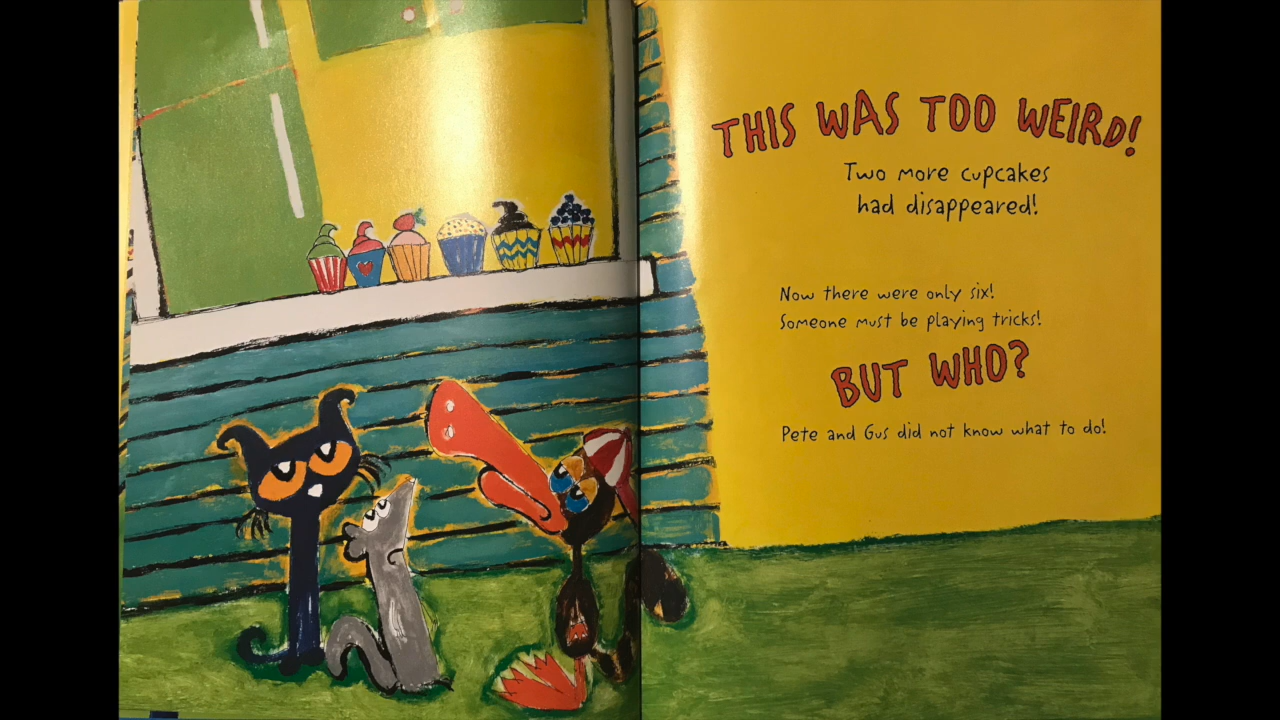 THIS WAS TOO WEIRD!
Two more cupcakes
had disappeared!
Now there were only six!
Someone must be playing tricks!
BUT WHO?
Pete and Gus did not know what to do!